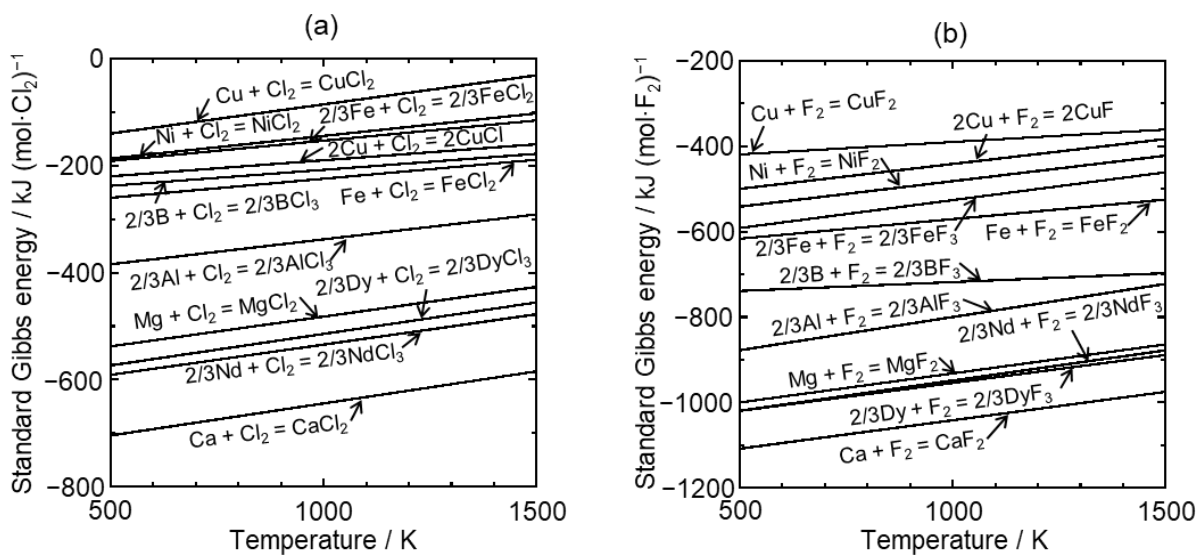 (a)
Standard Gibbs energy / kJ (mol·Cl₂)⁻¹
0
−200
−400
−600
−800
Cu + Cl₂ = CuCl₂
2/3Fe + Cl₂ = 2/3FeCl₂
Ni + Cl₂ = NiCl₂
2Cu + Cl₂ = 2CuCl
Fe + Cl₂ = FeCl₂
2/3B + Cl₂ = 2/3BCl₃
2/3Al + Cl₂ = 2/3AlCl₃
2/3Dy + Cl₂ = 2/3DyCl₃
Mg + Cl₂ = MgCl₂
2/3Nd + Cl₂ = 2/3NdCl₃
Ca + Cl₂ = CaCl₂
500 1000 1500
Temperature / K
(b)
Standard Gibbs energy / kJ (mol·F₂)⁻¹
−200
−400
−600
−800
−1000
−1200
Cu + F₂ = CuF₂
2Cu + F₂ = 2CuF
Ni + F₂ = NiF₂
Fe + F₂ = FeF₂
2/3Fe + F₂ = 2/3FeF₃
2/3B + F₂ = 2/3BF₃
2/3Al + F₂ = 2/3AlF₃
2/3Nd + F₂ = 2/3NdF₃
Mg + F₂ = MgF₂
2/3Dy + F₂ = 2/3DyF₃
Ca + F₂ = CaF₂
500 1000 1500
Temperature / K